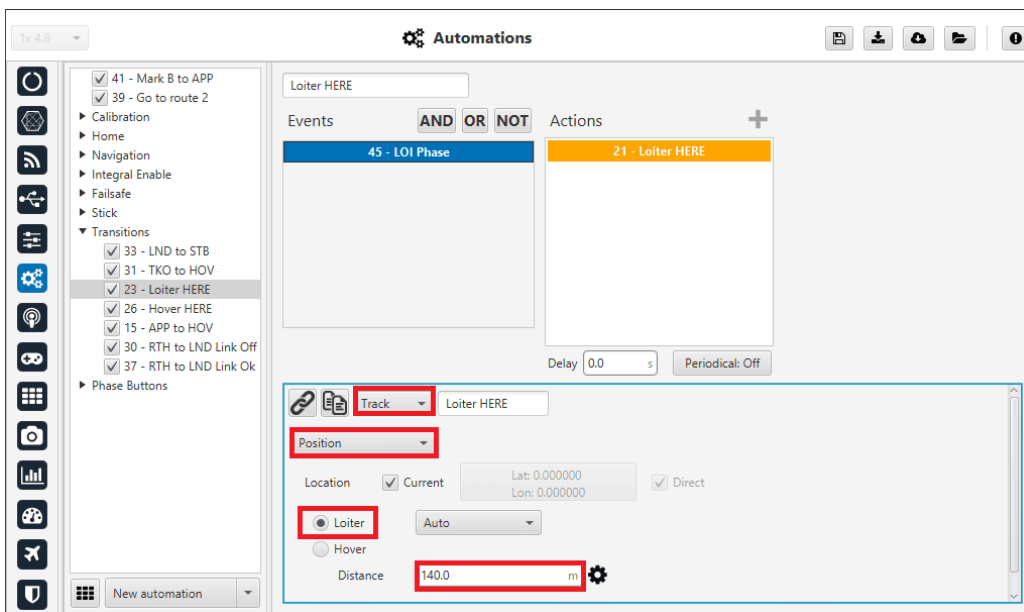 1x 4.8
Automations
41 - Mark B to APP
39 - Go to route 2
Calibration
Home
Navigation
Integral Enable
Failsafe
Stick
Transitions
33 - LND to STB
31 - TKO to HOV
23 - Loiter HERE
26 - Hover HERE
15 - APP to HOV
30 - RTH to LND Link Off
37 - RTH to LND Link Ok
Phase Buttons
New automation
Loiter HERE
Events AND OR NOT Actions
45 - LOI Phase
21 - Loiter HERE
Delay 0.0 s Periodical: Off
Track Loiter HERE
Position
Location Current Lat: 0.000000
Lon: 0.000000 Direct
Loiter Auto
Hover
Distance 140.0 m